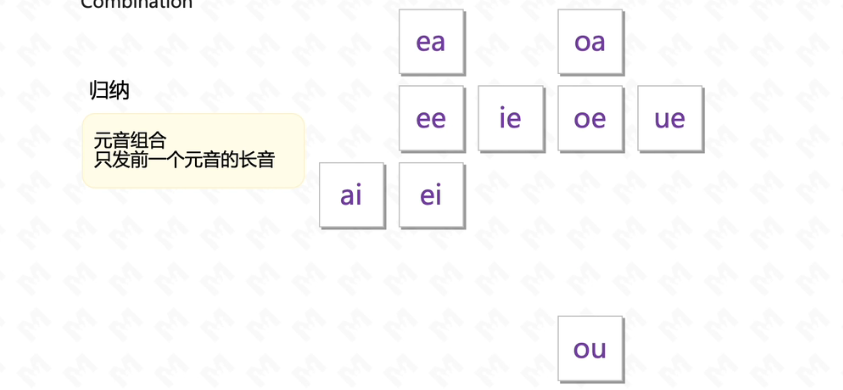 Combination
ea oa
归纳
ee ie oe ue
元音组合
只发前一个元音的长音
ai ei
ou